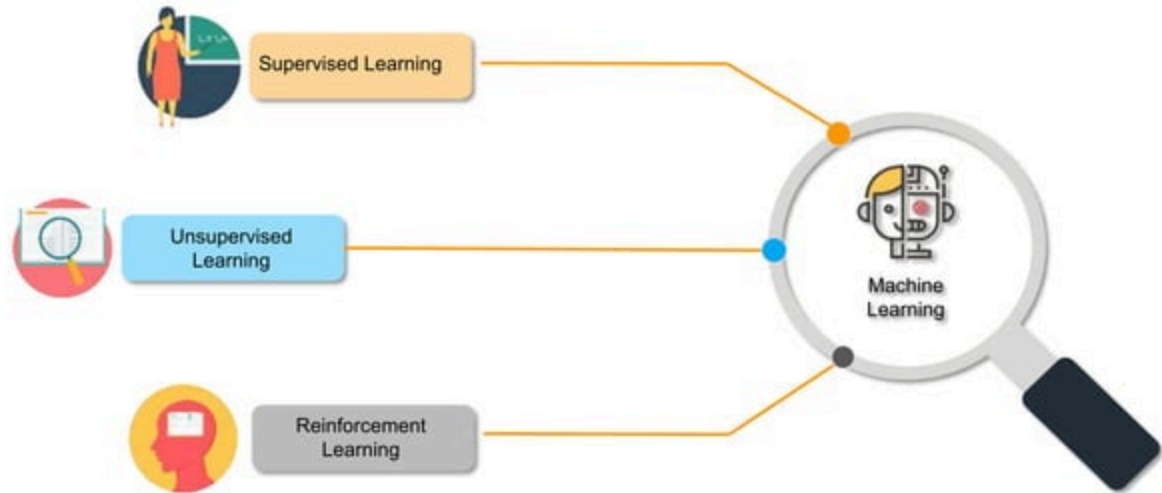 Supervised Learning
Unsupervised
Learning
Machine
Learning
Reinforcement
Learning